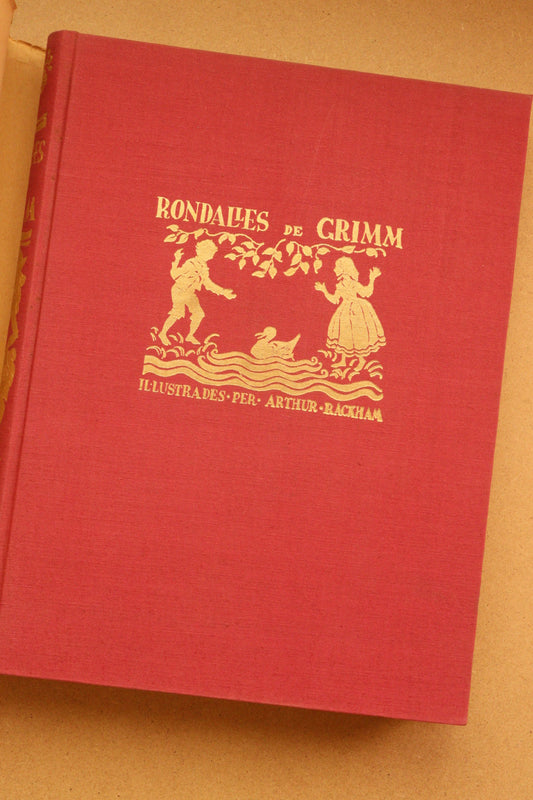 RONDALLES DE GRIMM
IL·LUSTRADES·PER·ARTHUR·RACKHAM